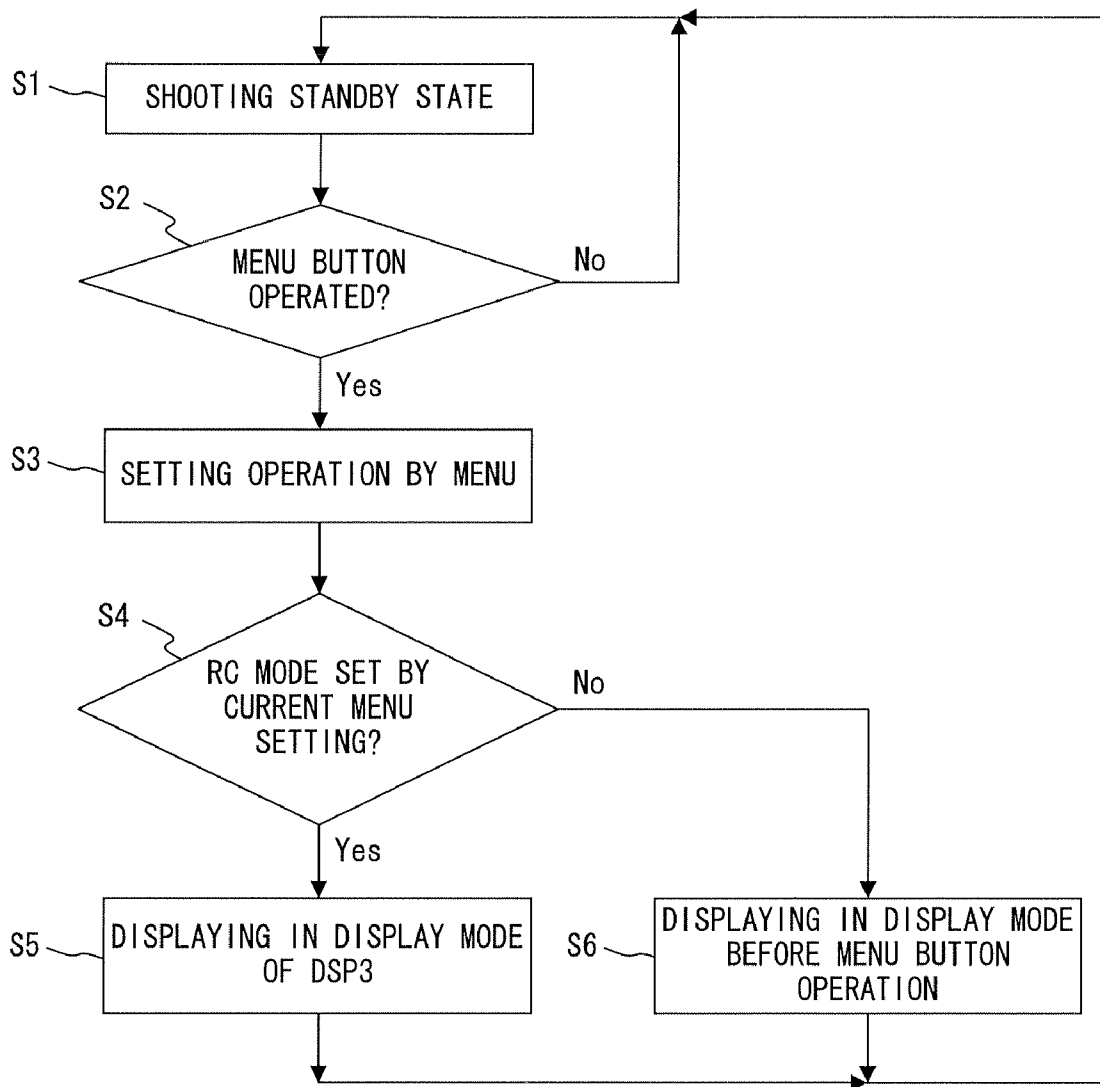 S1
SHOOTING STANDBY STATE
S2
MENU BUTTON
OPERATED?
No
Yes
S3
SETTING OPERATION BY MENU
S4
RC MODE SET BY
CURRENT MENU
SETTING?
No
Yes
S5
DISPLAYING IN DISPLAY MODE
OF DSP3
S6
DISPLAYING IN DISPLAY MODE
BEFORE MENU BUTTON
OPERATION